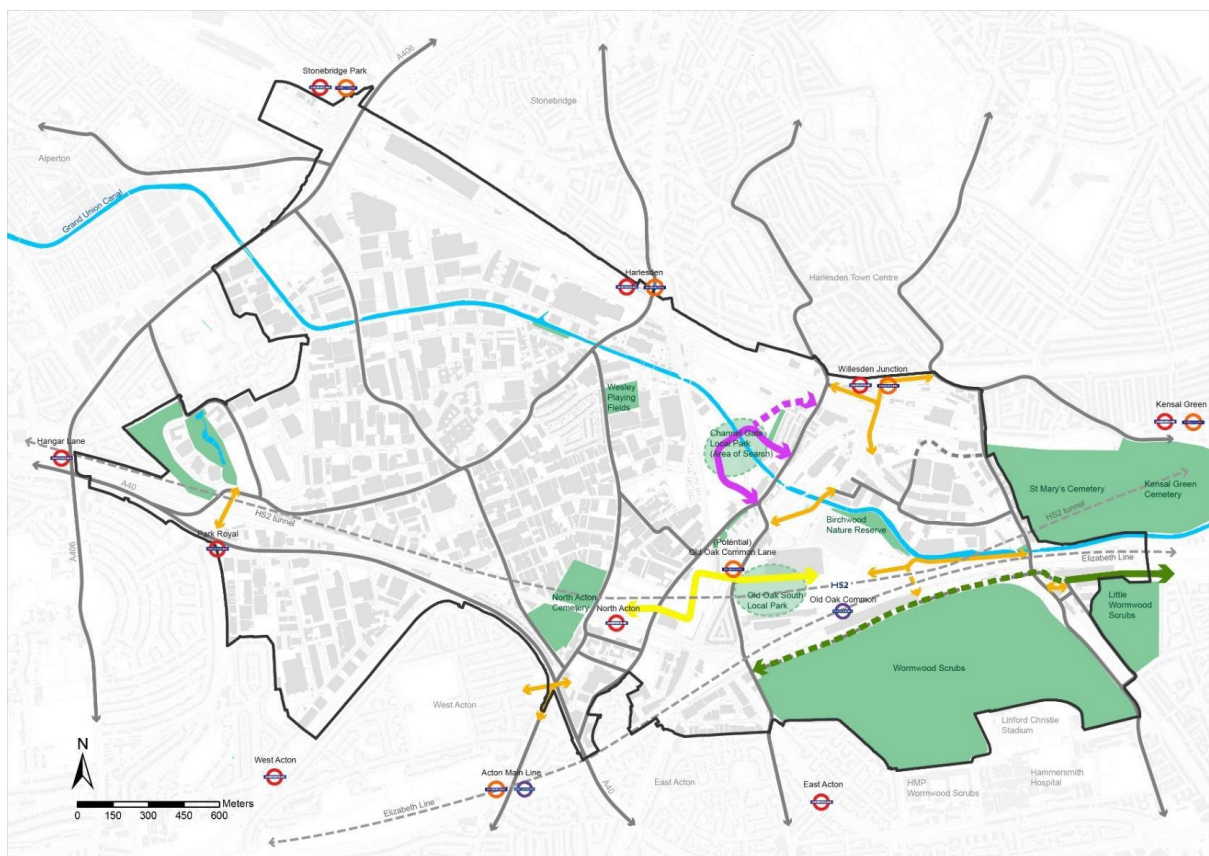 A406
Stonebridge Park
Stonebridge
Alperton
Grand Union Canal
Harlesden
Harlesden Town Centre
Willesden Junction
Kensal Green
Wesley
Playing
Fields
Channel Gate
Local Park
(Area of Search)
Hangar Lane
A40
HS2 tunnel
St Mary's Cemetery
Kensal Green
Cemetery
HS2 tunnel
Park Royal
A406
Birchwood
Nature Reserve
(Potential)
Old Oak Common Lane
Elizabeth Line
HS2
North Acton
Cemetery
North Acton
Old Oak South
Local Park
Old Oak Common
Little
Wormwood
Scrubs
Wormwood Scrubs
West Acton
Linford Christie
Stadium
N
West Acton
Acton Main Line
East Acton
A40
East Acton
HMP
Wormwood Scrubs
Hammersmith
Hospital
Elizabeth Line
0 150 300 450 600 Meters